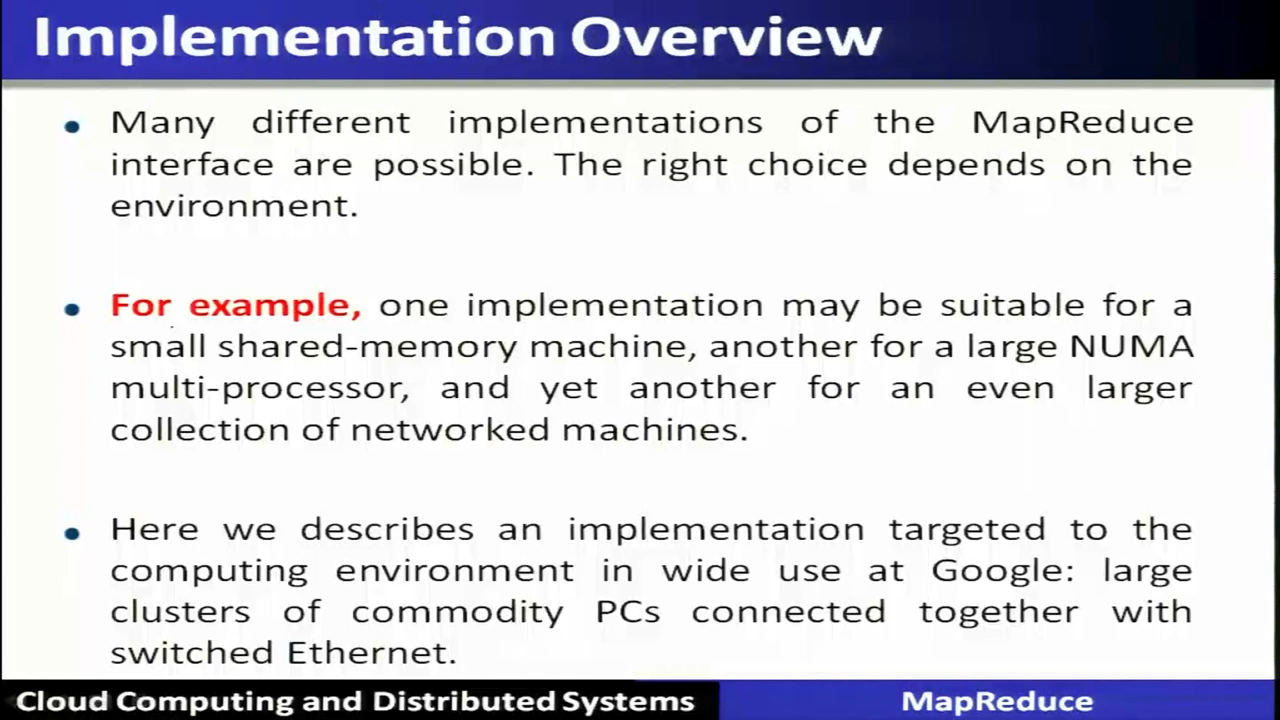 Implementation Overview
• Many different implementations of the MapReduce
interface are possible. The right choice depends on the
environment.
• For example, one implementation may be suitable for a
small shared-memory machine, another for a large NUMA
multi-processor, and yet another for an even larger
collection of networked machines.
• Here we describes an implementation targeted to the
computing environment in wide use at Google: large
clusters of commodity PCs connected together with
switched Ethernet.
Cloud Computing and Distributed Systems
MapReduce